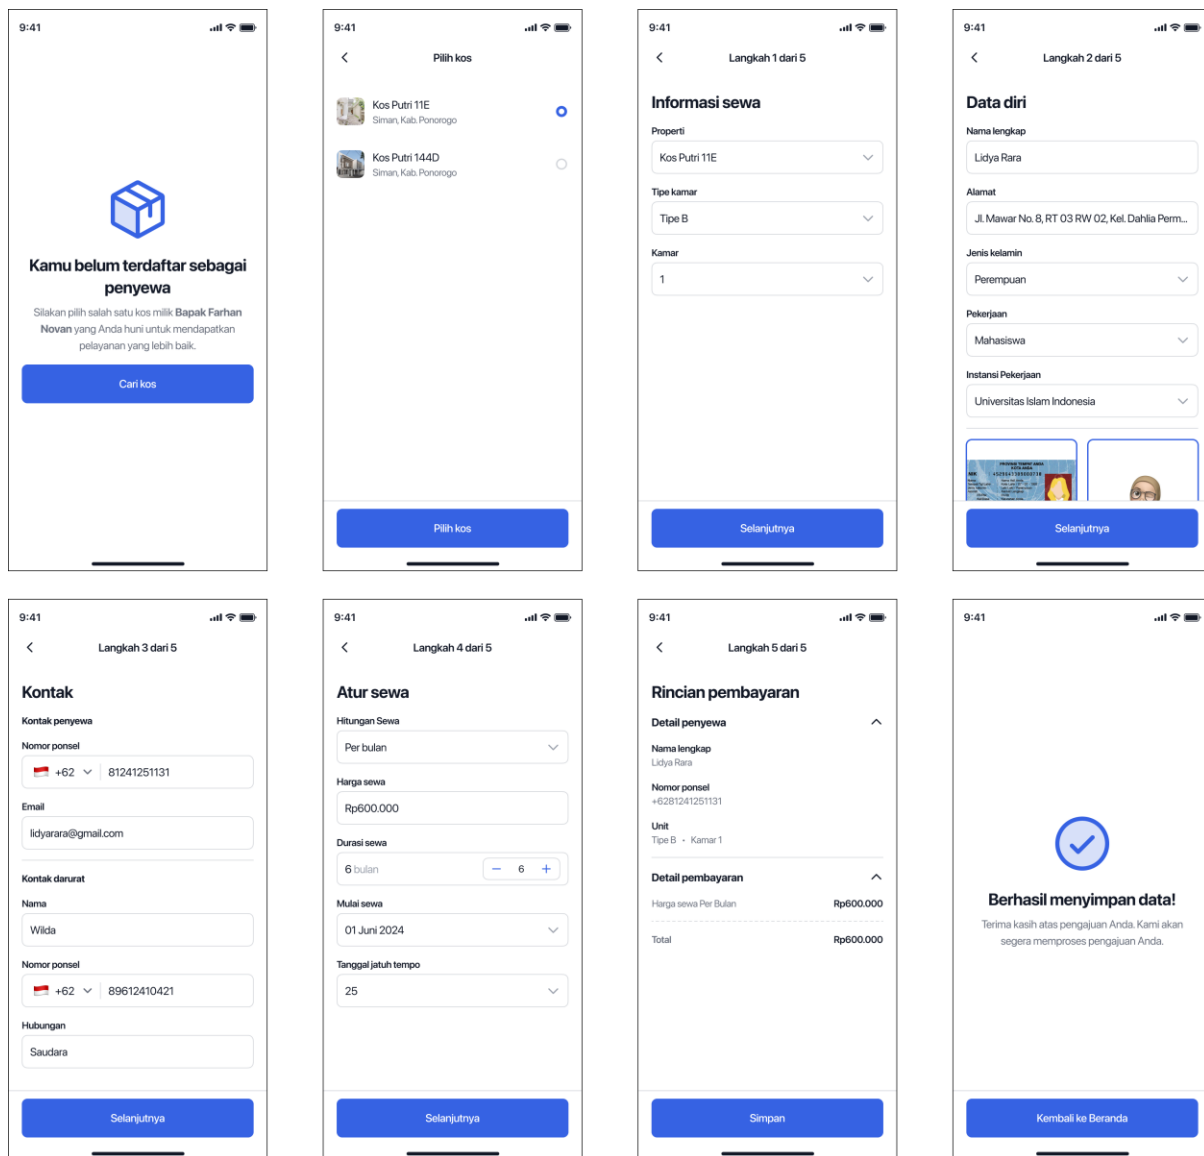 9:41
Kamu belum terdaftar sebagai
penyewa
Silakan pilih salah satu kos milik Bapak Farhan
Novan yang Anda huni untuk mendapatkan
pelayanan yang lebih baik.
Cari kos
9:41
Pilih kos
Kos Putri 11E
Siman, Kab. Ponorogo
Kos Putri 144D
Siman, Kab. Ponorogo
Pilih kos
9:41
Langkah 1 dari 5
Informasi sewa
Properti
Kos Putri 11E
Tipe kamar
Tipe B
Kamar
1
Selanjutnya
9:41
Langkah 2 dari 5
Data diri
Nama lengkap
Lidya Rara
Alamat
Jl. Mawar No. 8, RT 03 RW 02, Kel. Dahlia Perm...
Jenis kelamin
Perempuan
Pekerjaan
Mahasiswa
Instansi Pekerjaan
Universitas Islam Indonesia
Selanjutnya
9:41
Langkah 3 dari 5
Kontak
Kontak penyewa
Nomor ponsel
+62 81241251131
Email
lidyarara@gmail.com
Kontak darurat
Nama
Wilda
Nomor ponsel
+62 89612410421
Hubungan
Saudara
Selanjutnya
9:41
Langkah 4 dari 5
Atur sewa
Hitungan Sewa
Per bulan
Harga sewa
Rp600.000
Durasi sewa
6 bulan − 6 +
Mulai sewa
01 Juni 2024
Tanggal jatuh tempo
25
Selanjutnya
9:41
Langkah 5 dari 5
Rincian pembayaran
Detail penyewa
Nama lengkap
Lidya Rara
Nomor ponsel
+6281241251131
Unit
Tipe B • Kamar 1
Detail pembayaran
Harga sewa Per Bulan Rp600.000
Total Rp600.000
Simpan
9:41
Berhasil menyimpan data!
Terima kasih atas pengajuan Anda. Kami akan
segera memproses pengajuan Anda.
Kembali ke Beranda